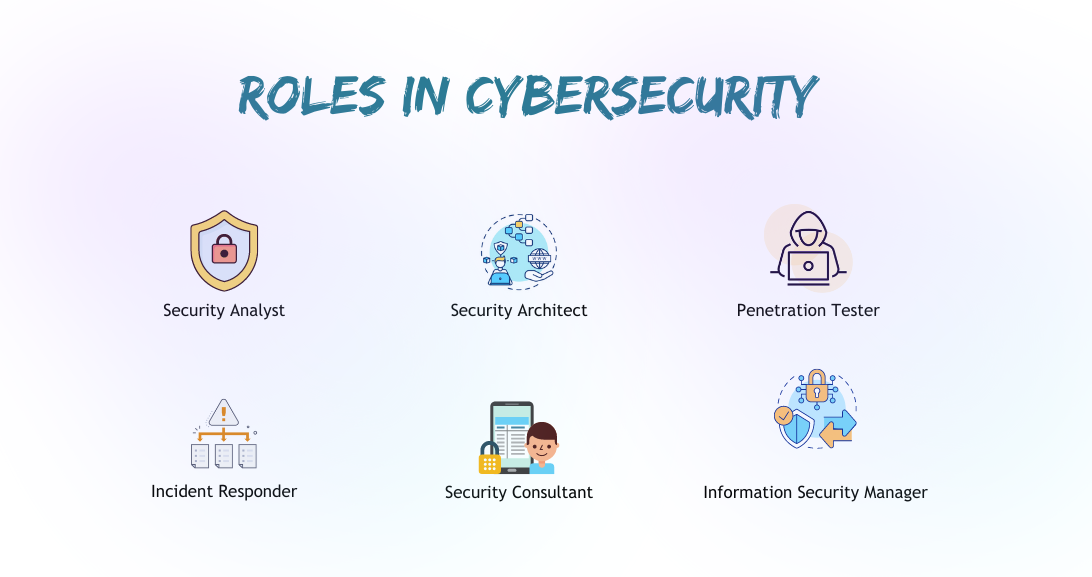 ROLES IN CYBERSECURITY
Security Analyst
Security Architect
Penetration Tester
Incident Responder
Security Consultant
Information Security Manager